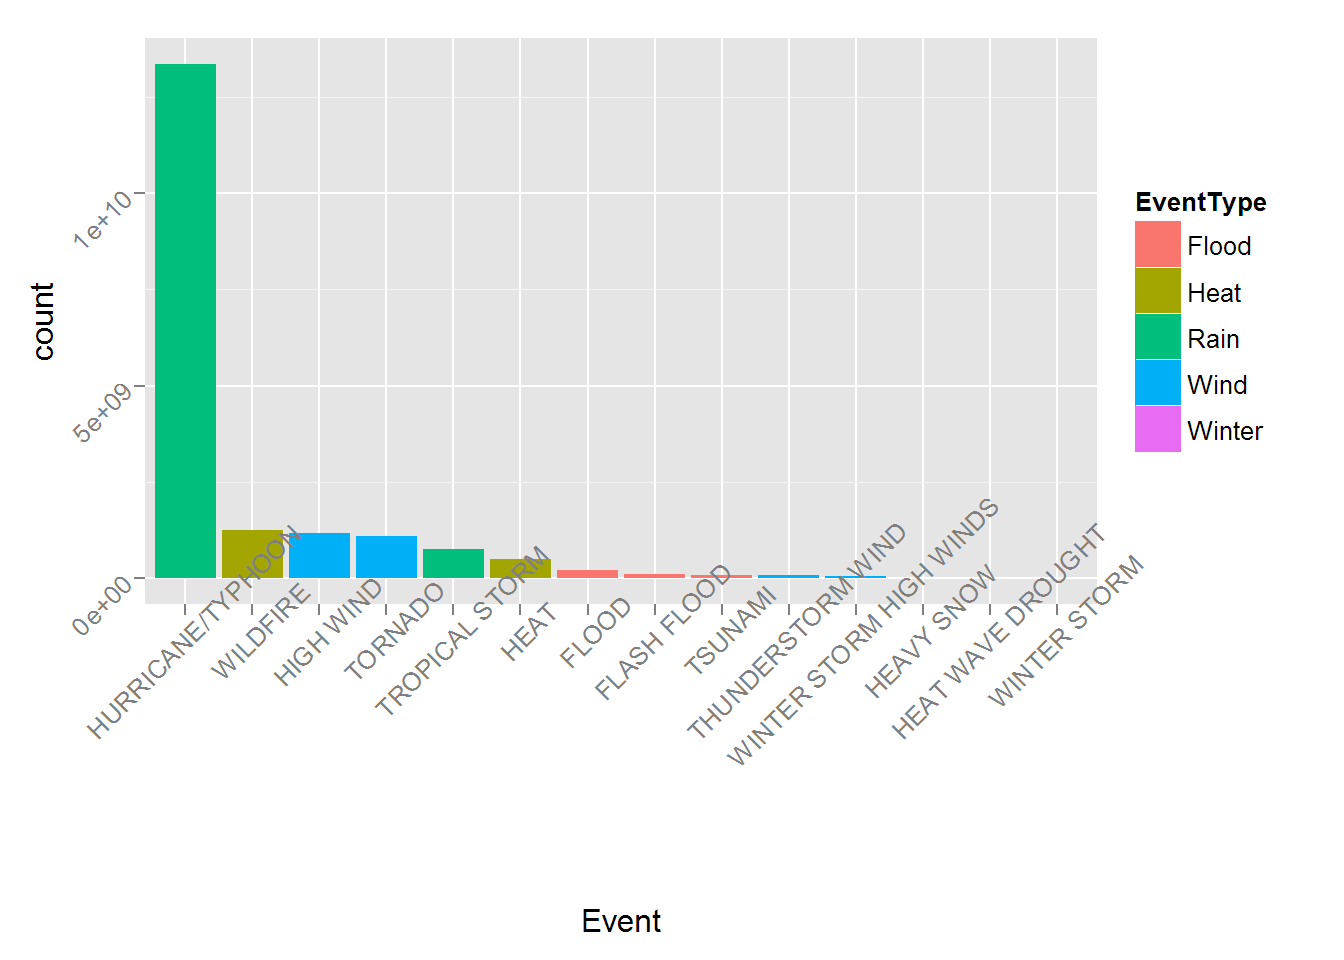 count
1e+10
5e+09
0e+00
HURRICANE/TYPHOON
WILDFIRE
HIGH WIND
TORNADO
TROPICAL STORM
HEAT
FLOOD
FLASH FLOOD
TSUNAMI
THUNDERSTORM WIND
WINTER STORM HIGH WINDS
HEAVY SNOW
HEAT WAVE DROUGHT
WINTER STORM
Event
EventType
Flood
Heat
Rain
Wind
Winter